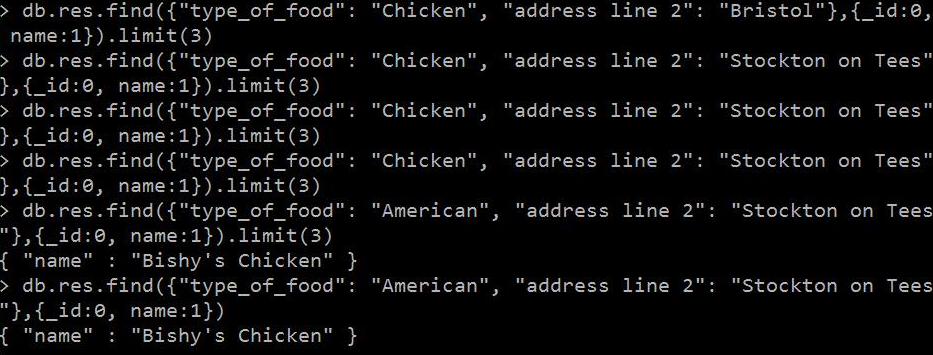 > db.res.find({"type_of_food": "Chicken", "address line 2": "Bristol"},{_id:0,
 name:1}).limit(3)
> db.res.find({"type_of_food": "Chicken", "address line 2": "Stockton on Tees"
},{_id:0, name:1}).limit(3)
> db.res.find({"type_of_food": "Chicken", "address line 2": "Stockton on Tees"
},{_id:0, name:1}).limit(3)
> db.res.find({"type_of_food": "Chicken", "address line 2": "Stockton on Tees"
},{_id:0, name:1}).limit(3)
> db.res.find({"type_of_food": "American", "address line 2": "Stockton on Tees
"},{_id:0, name:1}).limit(3)
{ "name" : "Bishy's Chicken" }
> db.res.find({"type_of_food": "American", "address line 2": "Stockton on Tees
"},{_id:0, name:1})
{ "name" : "Bishy's Chicken" }